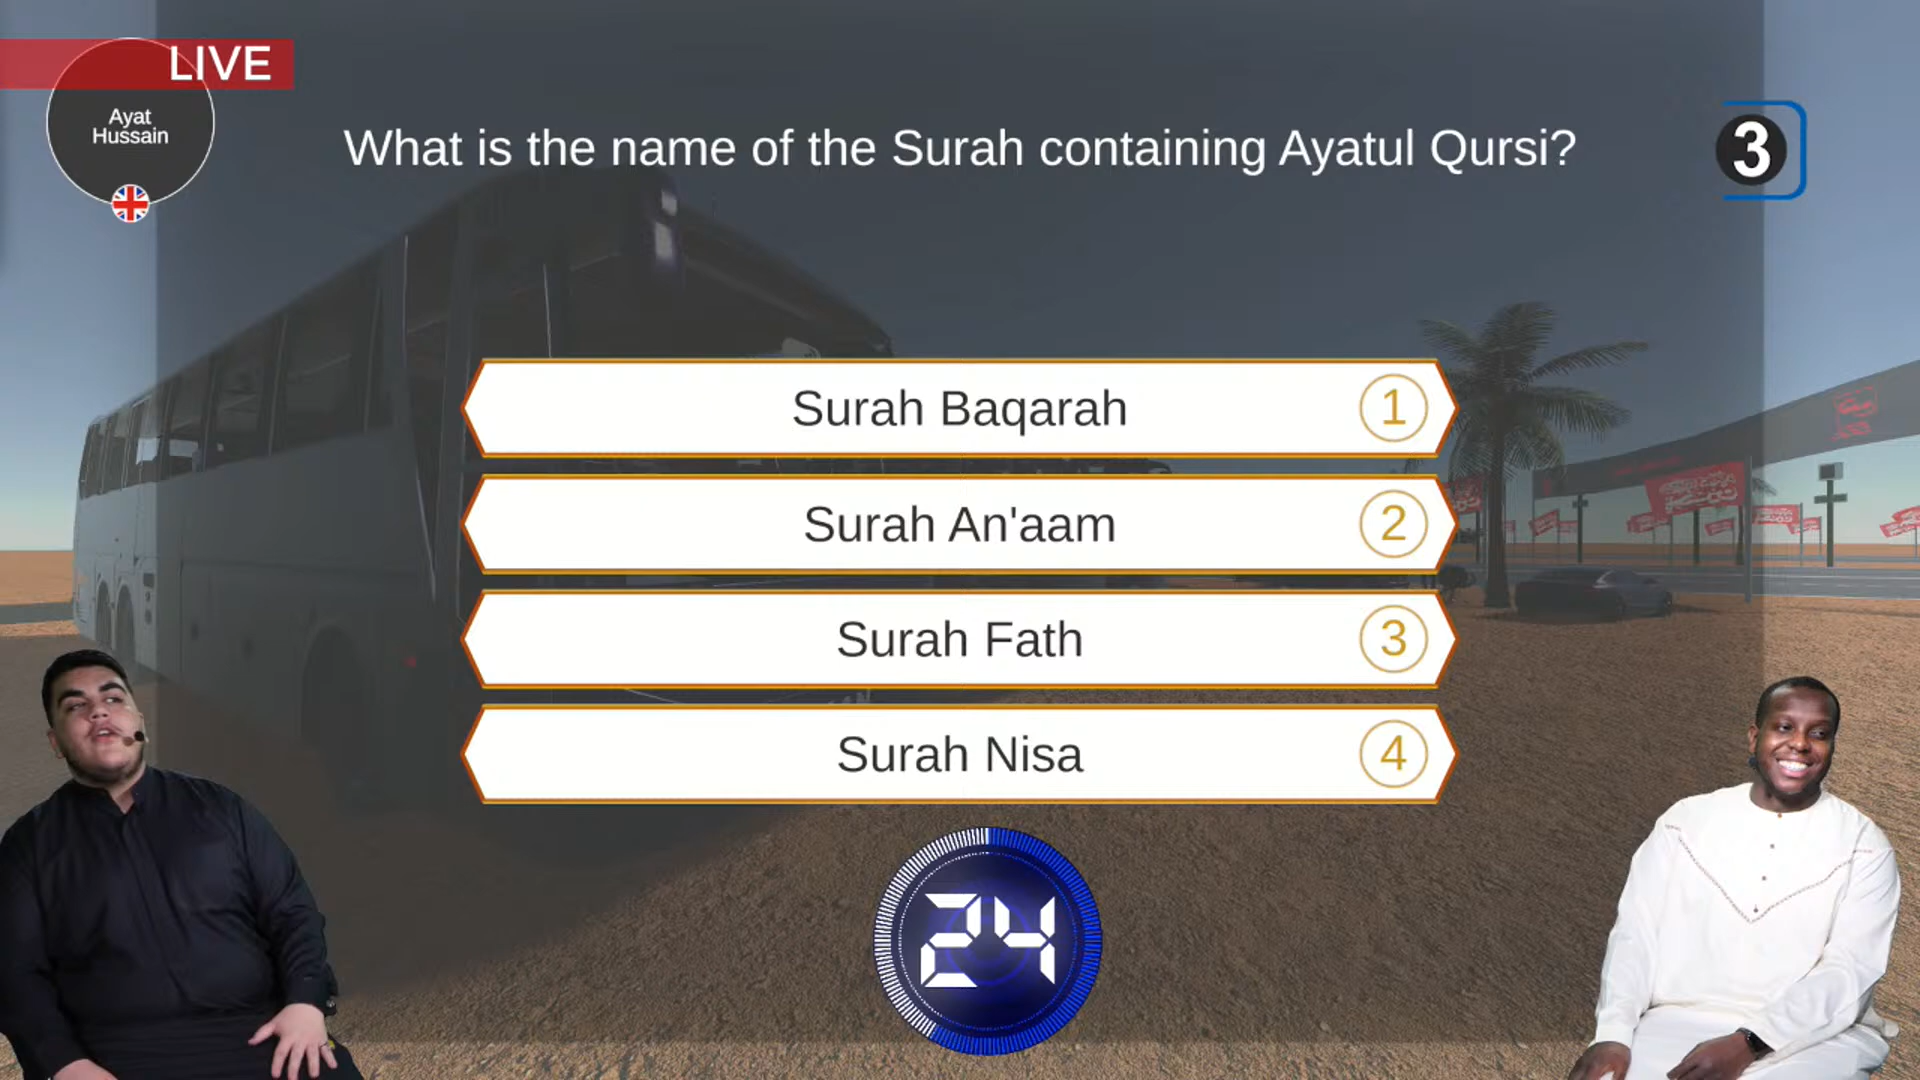 LIVE
Ayat
Hussain
What is the name of the Surah containing Ayatul Qursi?
3
Surah Baqarah
1
Surah An'aam
2
Surah Fath
3
Surah Nisa
4
24